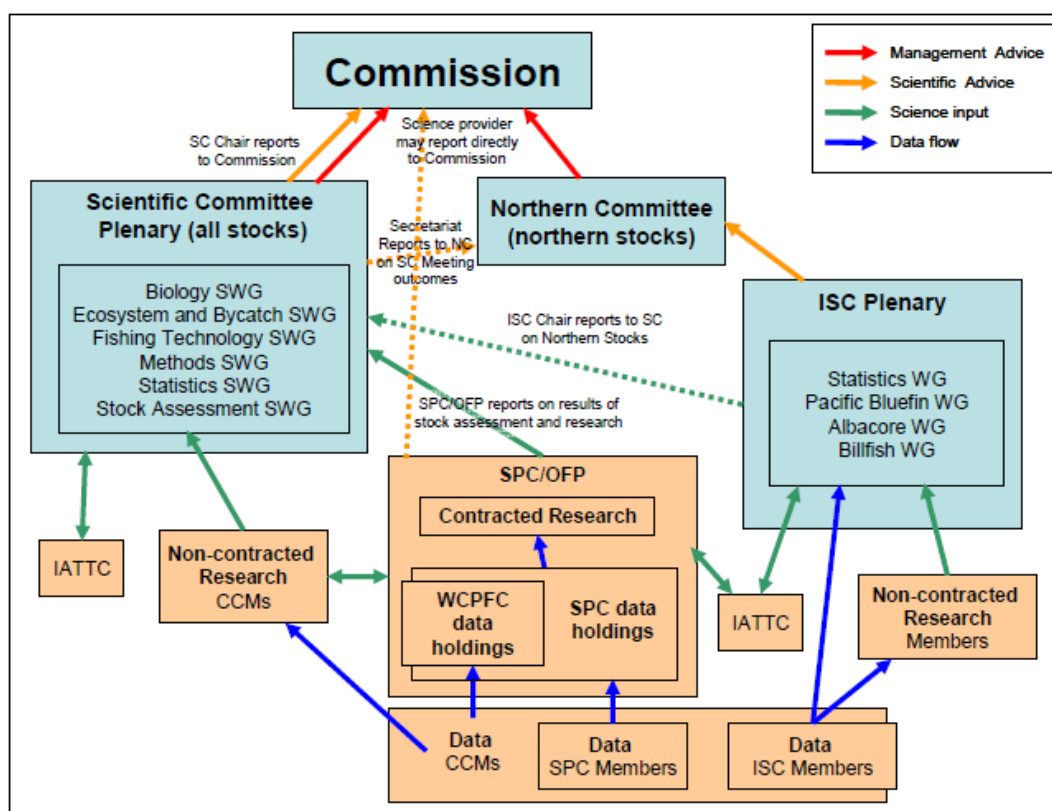 Commission
Management Advice
Scientific Advice
Science input
Data flow
SC Chair reports
to Commission
Science provider
may report directly
to Commission
Scientific Committee
Plenary (all stocks)
Biology SWG
Ecosystem and Bycatch SWG
Fishing Technology SWG
Methods SWG
Statistics SWG
Stock Assessment SWG
Secretariat
Reports to NC
on SC Meeting
outcomes
Northern Committee
(northern stocks)
ISC Chair reports to SC
on Northern Stocks
ISC Plenary
Statistics WG
Pacific Bluefin WG
Albacore WG
Billfish WG
SPC/OFP reports on results of
stock assessment and research
IATTC
Non-contracted
Research
CCMs
SPC/OFP
Contracted Research
WCPFC
data
holdings
SPC data
holdings
IATTC
Non-contracted
Research
Members
Data
CCMs
Data
SPC Members
Data
ISC Members